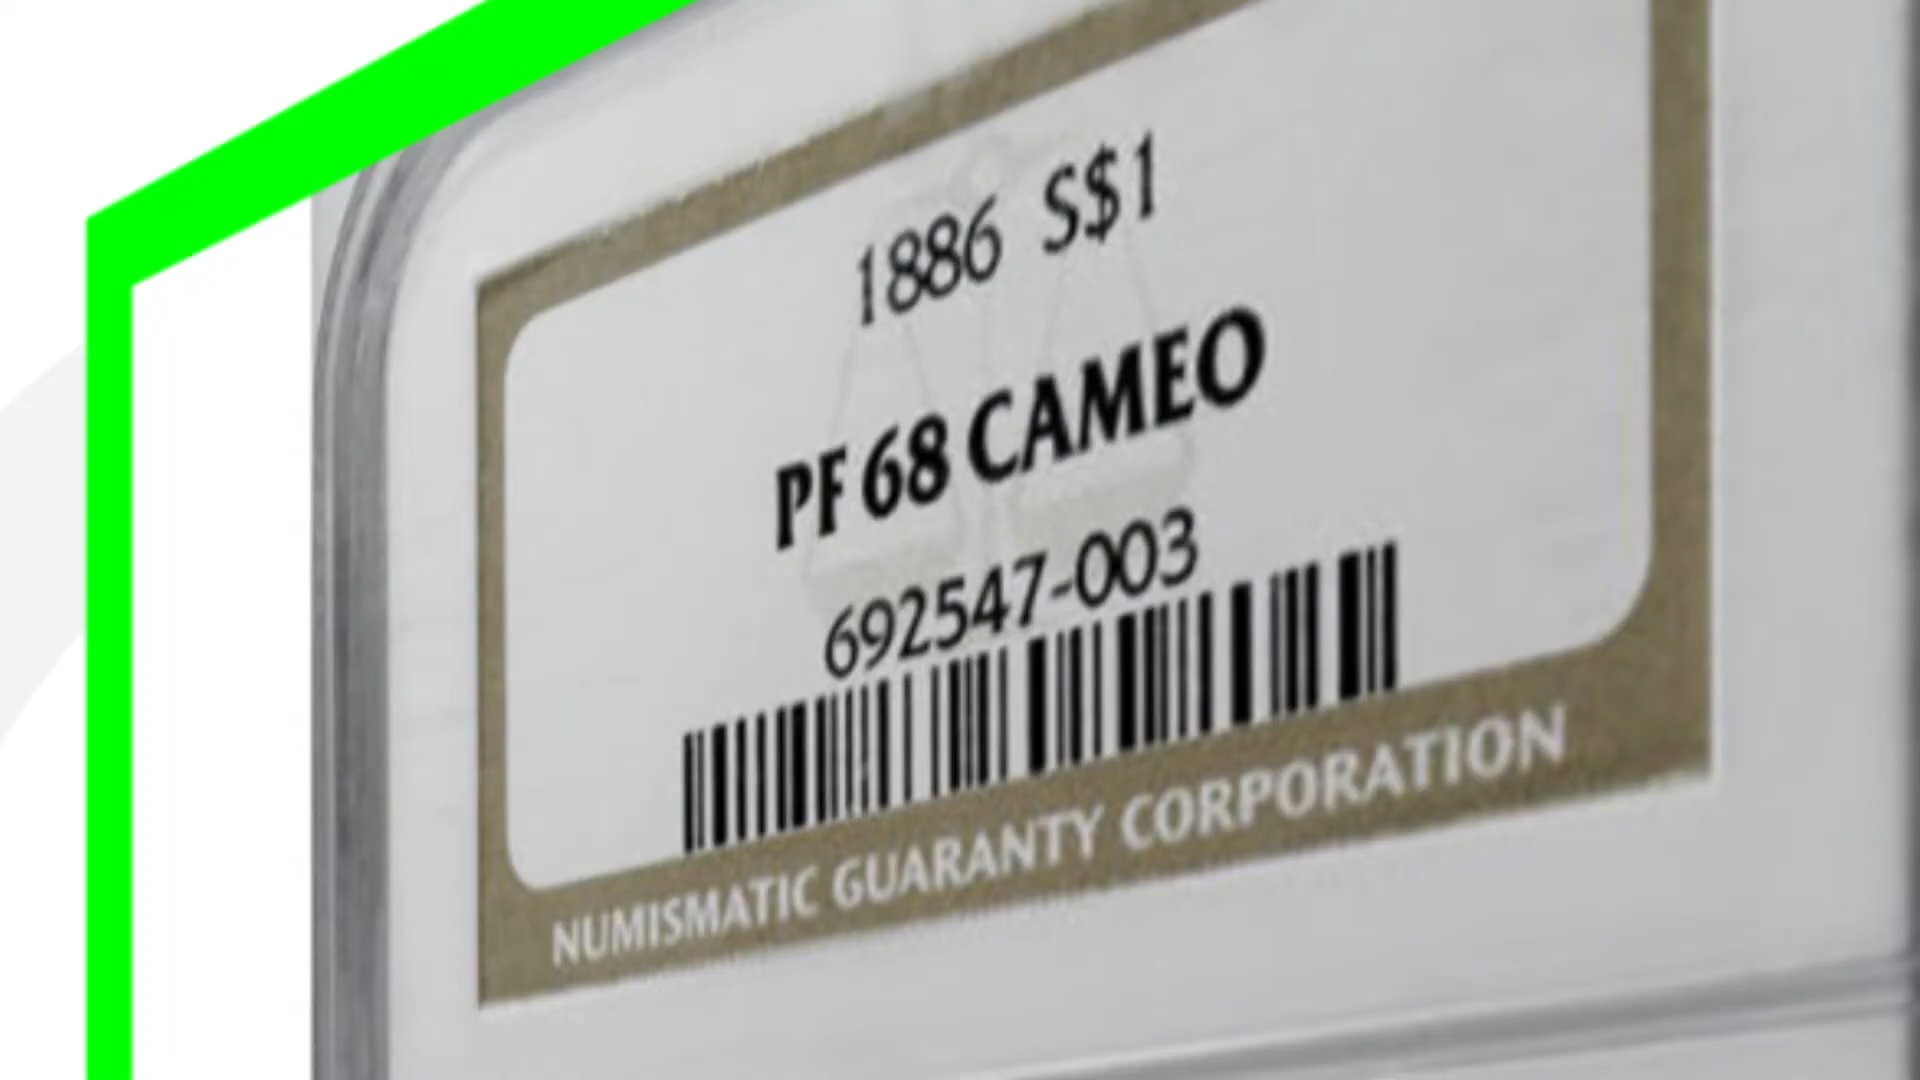 1886 S$1
PF 68 CAMEO
692547-003
NUMISMATIC GUARANTY CORPORATION